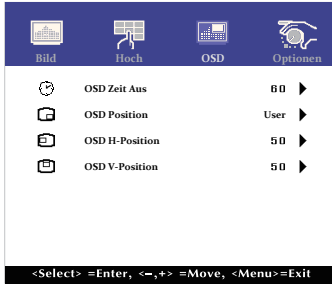 Bild Hoch OSD Optionen
OSD Zeit Aus 60
OSD Position User
OSD H-Position 50
OSD V-Position 50
<Select> =Enter, <–,+> =Move, <Menu>=Exit